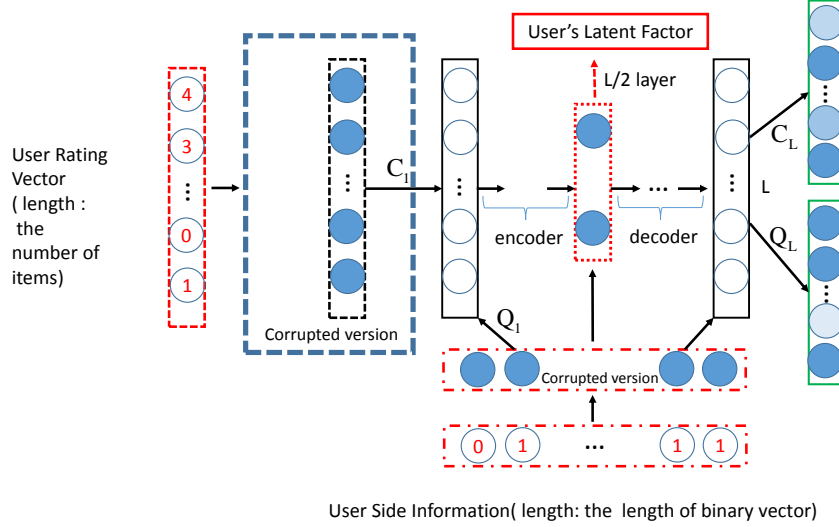 User's Latent Factor
L/2 layer
4
3
...
0
1
User Rating
Vector
( length :
the
number of
items)
C1
...
...
encoder
decoder
...
...
L
CL
QL
...
...
Corrupted version
Q1
Corrupted version
0 1 ... 1 1
User Side Information( length: the length of binary vector)